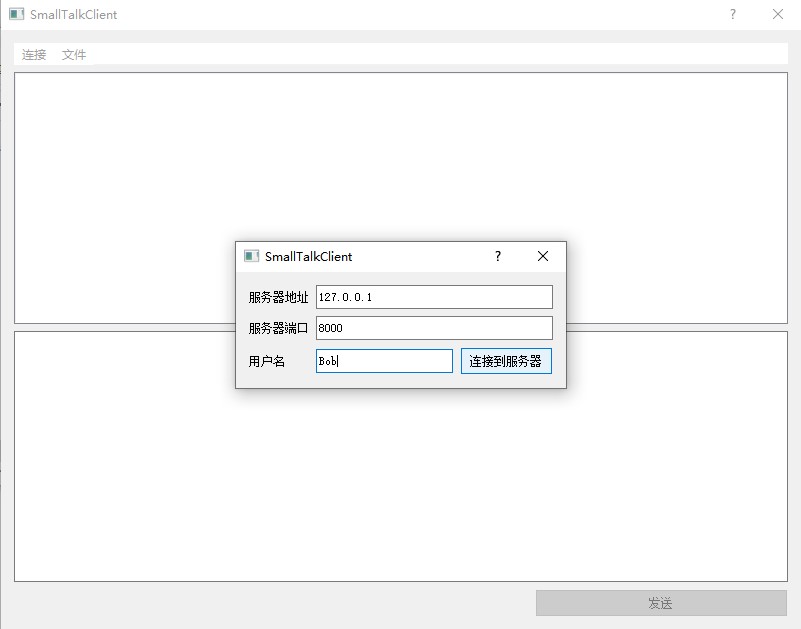 SmallTalkClient
连接 文件
SmallTalkClient
服务器地址 127.0.0.1
服务器端口 8000
用户名 Bob 连接到服务器
发送